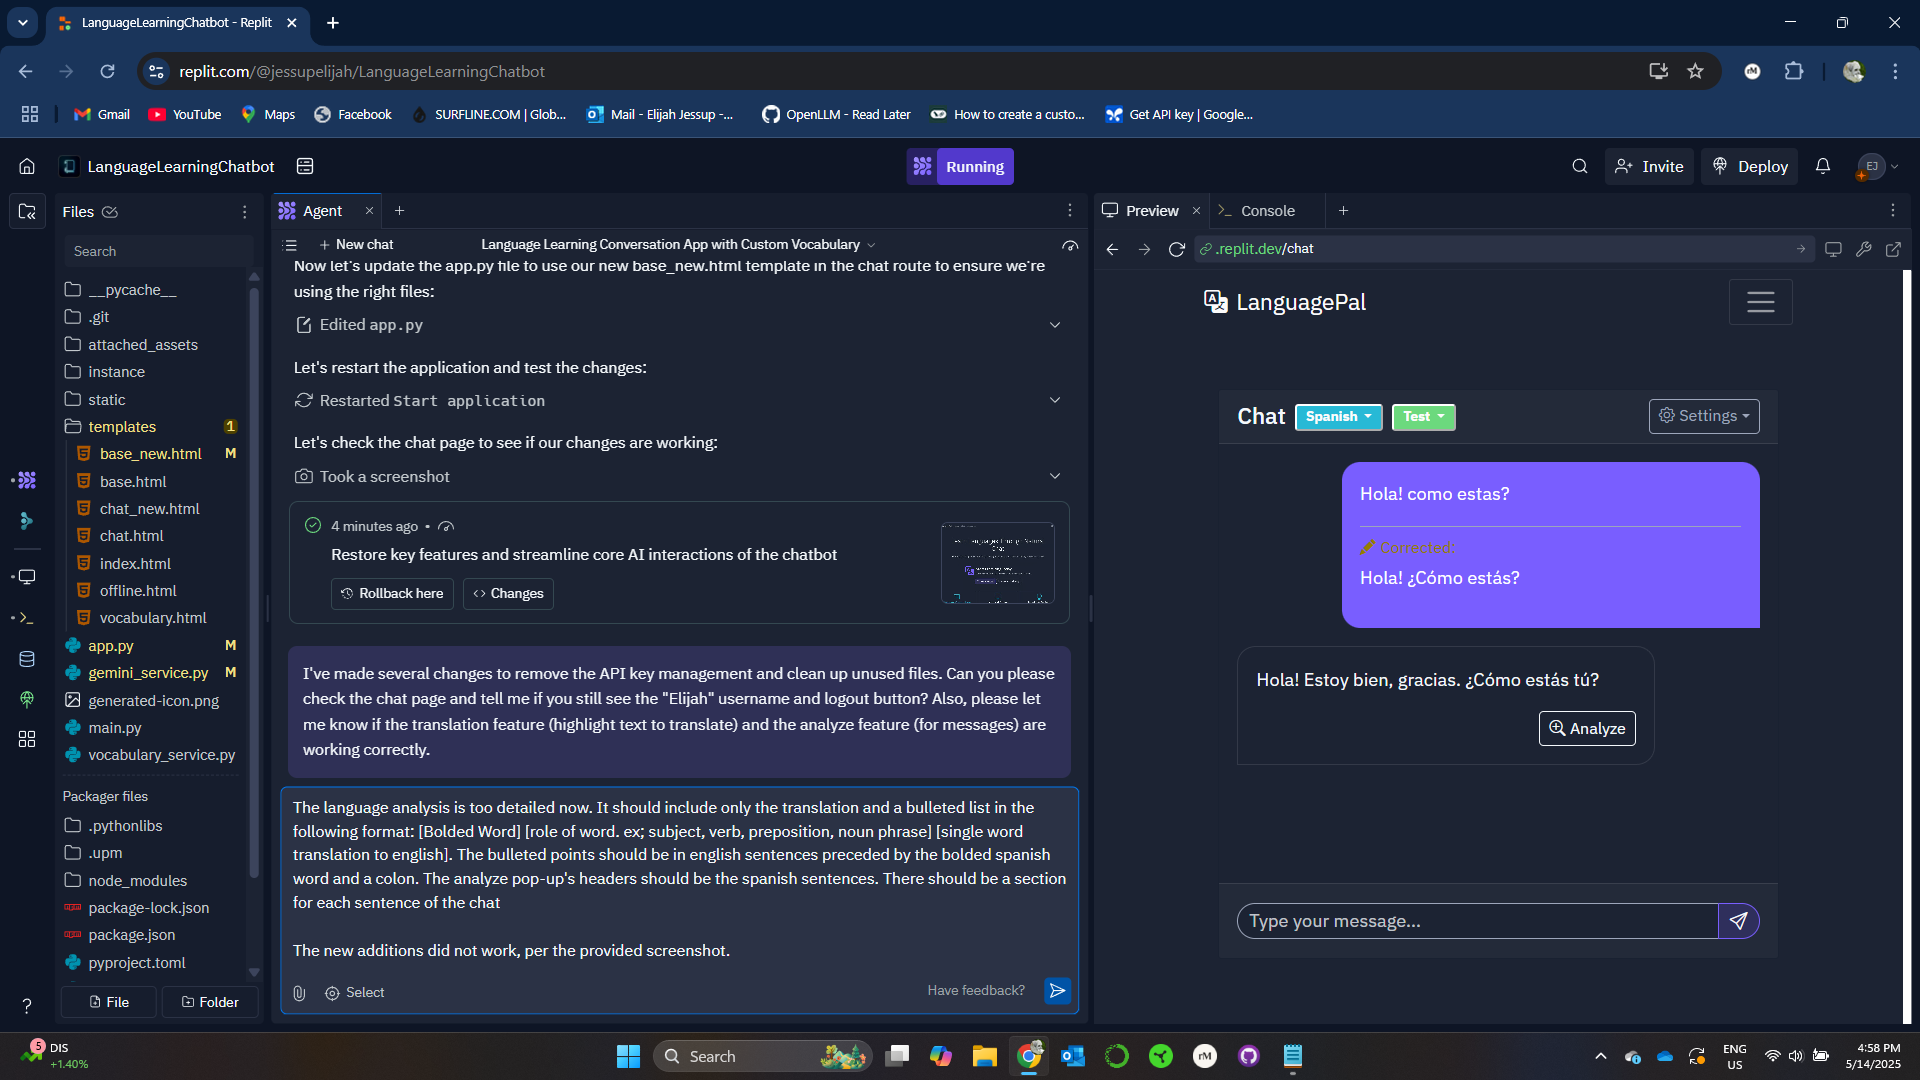 LanguageLearningChatbot - Replit
replit.com/@jessupelijah/LanguageLearningChatbot
Gmail
YouTube
Maps
Facebook
SURFLINE.COM | Glob...
Mail - Elijah Jessup -...
OpenLLM - Read Later
How to create a custo...
Get API key | Google...
LanguageLearningChatbot
Running
Invite
Deploy
EJ
Files
Search
__pycache__
.git
attached_assets
instance
static
templates 1
base_new.html M
base.html
chat_new.html
chat.html
index.html
offline.html
vocabulary.html
app.py M
gemini_service.py M
generated-icon.png
main.py
vocabulary_service.py
Packager files
.pythonlibs
.upm
node_modules
package-lock.json
package.json
pyproject.toml
File
Folder
Agent
New chat
Language Learning Conversation App with Custom Vocabulary
Now let's update the app.py file to use our new base_new.html template in the chat route to ensure we're
using the right files:
Edited app.py
Let's restart the application and test the changes:
Restarted Start application
Let's check the chat page to see if our changes are working:
Took a screenshot
4 minutes ago •
Restore key features and streamline core AI interactions of the chatbot
Rollback here
Changes
I've made several changes to remove the API key management and clean up unused files. Can you please
check the chat page and tell me if you still see the "Elijah" username and logout button? Also, please let
me know if the translation feature (highlight text to translate) and the analyze feature (for messages) are
working correctly.
The language analysis is too detailed now. It should include only the translation and a bulleted list in the
following format: [Bolded Word] [role of word. ex; subject, verb, preposition, noun phrase] [single word
translation to english]. The bulleted points should be in english sentences preceded by the bolded spanish
word and a colon. The analyze pop-up's headers should be the spanish sentences. There should be a section
for each sentence of the chat
The new additions did not work, per the provided screenshot.
Select
Have feedback?
Preview
Console
.replit.dev/chat
LanguagePal
Chat
Spanish
Test
Settings
Hola! como estas?
Corrected:
Hola! ¿Cómo estás?
Hola! Estoy bien, gracias. ¿Cómo estás tú?
Analyze
Type your message...
5
DIS
+1.40%
Search
rM
ENG
US
4:58 PM
5/14/2025